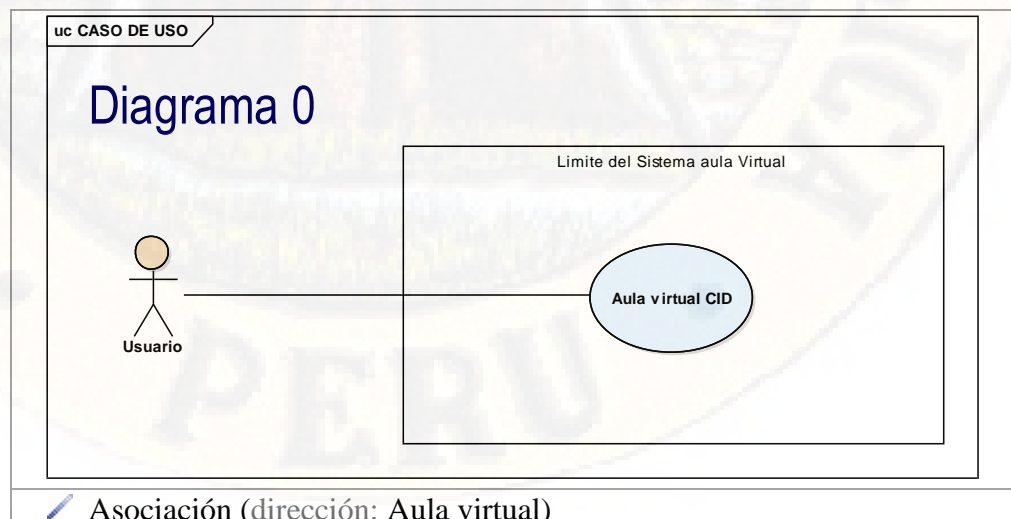 uc CASO DE USO
Diagrama 0
Limite del Sistema aula Virtual
Aula virtual CID
Usuario
PERU
Asociación (dirección: Aula virtual)